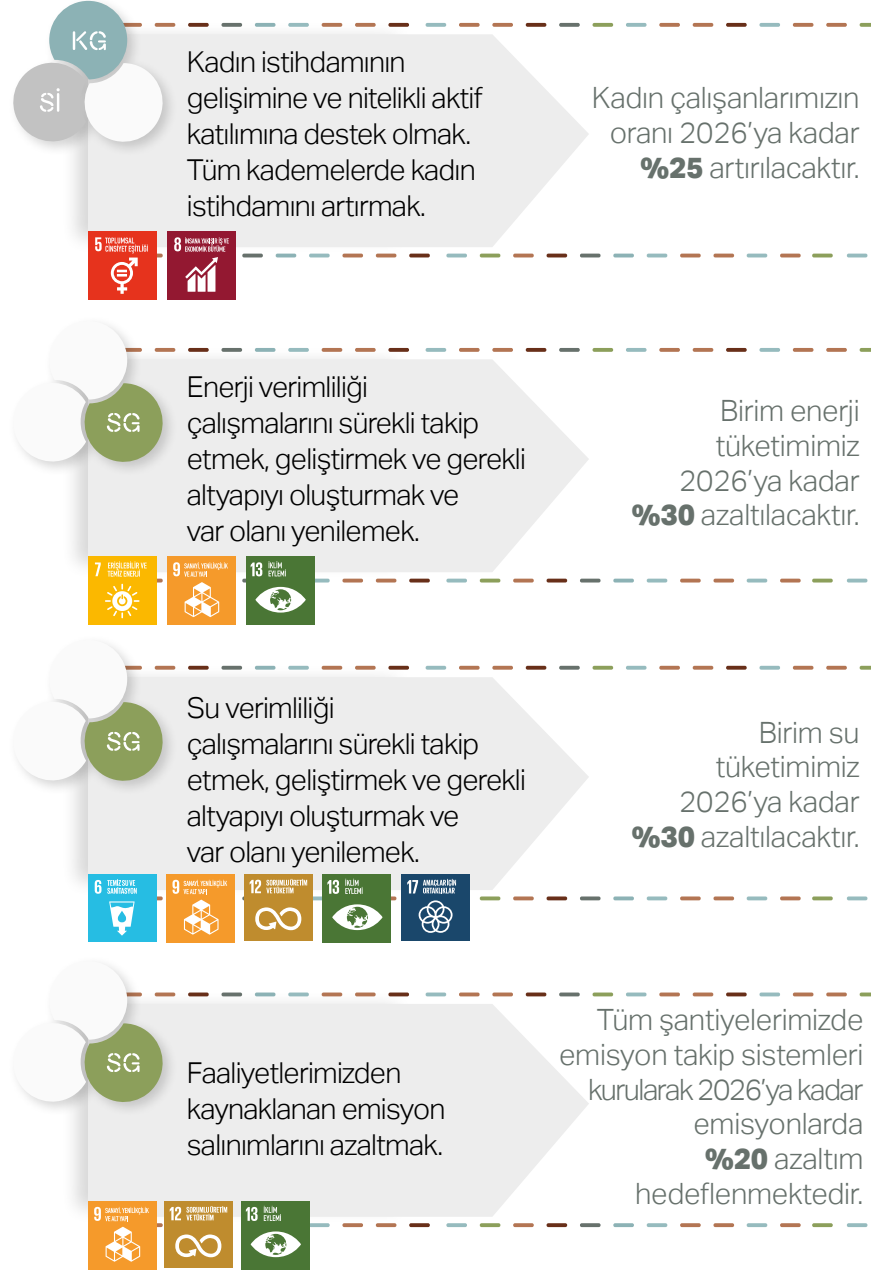 KG
Sİ
Kadın istihdamının
gelişimine ve nitelikli aktif
katılımına destek olmak.
Tüm kademelerde kadın
istihdamını artırmak.
Kadın çalışanlarımızın
oranı 2026'ya kadar
%25 artırılacaktır.
5 TOPLUMSAL
CİNSİYET EŞİTLİĞİ
8 İNSANA YAKIŞIR İŞ VE
EKONOMİK BÜYÜME
SG
Enerji verimliliği
çalışmalarını sürekli takip
etmek, geliştirmek ve gerekli
altyapıyı oluşturmak ve
var olanı yenilemek.
Birim enerji
tüketimimiz
2026'ya kadar
%30 azaltılacaktır.
7 ERİŞİLEBİLİR VE
TEMİZ ENERJİ
9 SANAYİ, YENİLİKÇİLİK
VE ALT YAPI
13 İKLİM
EYLEMİ
SG
Su verimliliği
çalışmalarını sürekli takip
etmek, geliştirmek ve gerekli
altyapıyı oluşturmak ve
var olanı yenilemek.
Birim su
tüketimimiz
2026'ya kadar
%30 azaltılacaktır.
6 TEMİZ SU VE
SANİTASYON
9 SANAYİ, YENİLİKÇİLİK
VE ALT YAPI
12 SORUMLU ÜRETİM
VE TÜKETİM
13 İKLİM
EYLEMİ
17 AMAÇLAR İÇİN
ORTAKLIKLAR
SG
Faaliyetlerimizden
kaynaklanan emisyon
salınımlarını azaltmak.
Tüm şantiyelerimizde
emisyon takip sistemleri
kurularak 2026'ya kadar
emisyonlarda
%20 azaltım
hedeflenmektedir.
9 SANAYİ, YENİLİKÇİLİK
VE ALT YAPI
12 SORUMLU ÜRETİM
VE TÜKETİM
13 İKLİM
EYLEMİ